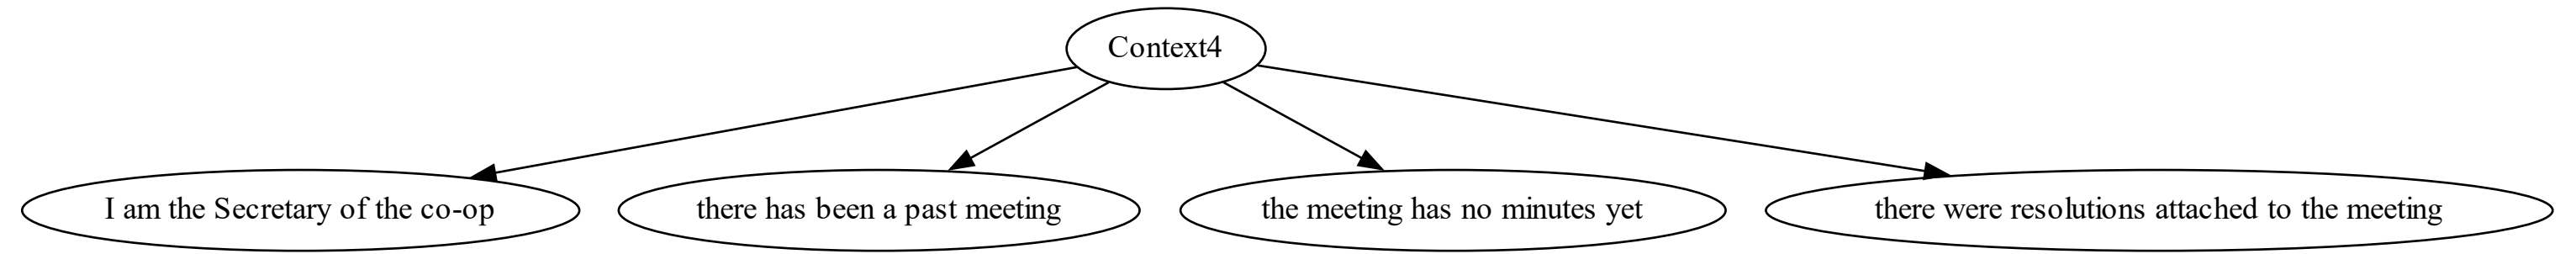 Context4
I am the Secretary of the co-op
there has been a past meeting
the meeting has no minutes yet
there were resolutions attached to the meeting